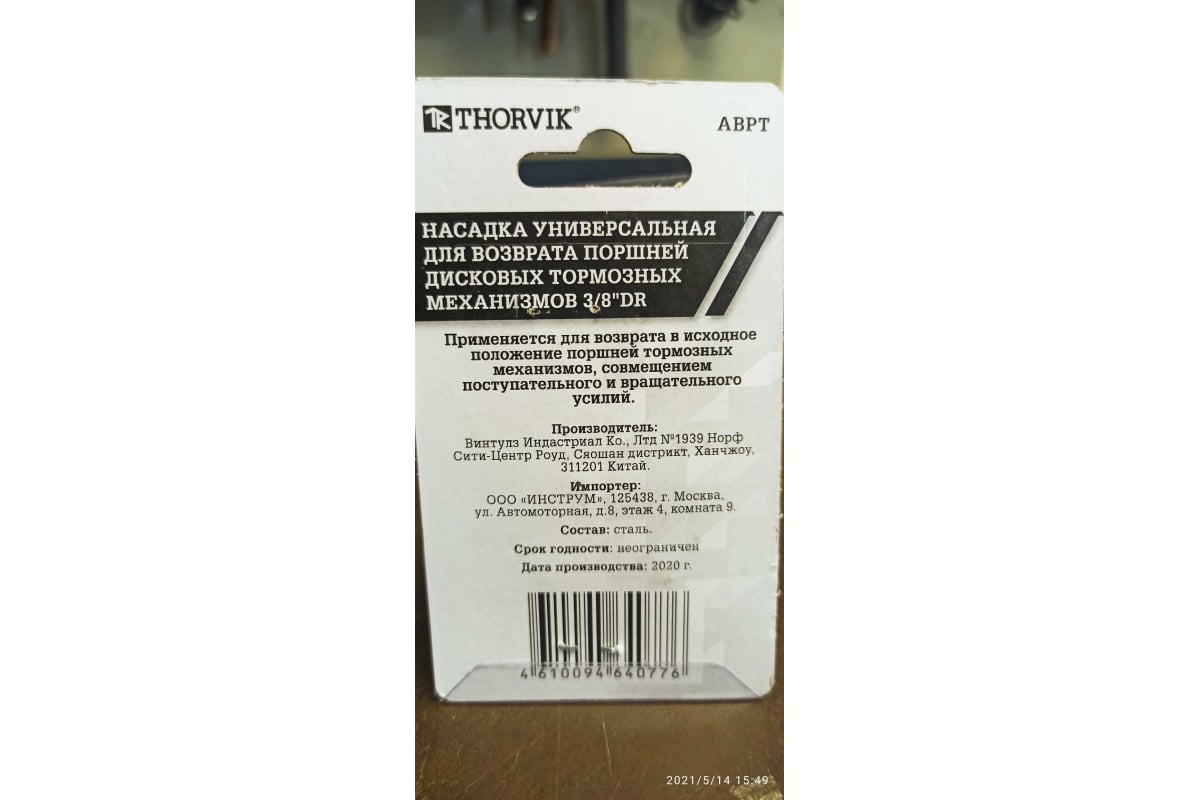 THORVIK®
ABPT
НАСАДКА УНИВЕРСАЛЬНАЯ
ДЛЯ ВОЗВРАТА ПОРШНЕЙ
ДИСКОВЫХ ТОРМОЗНЫХ
МЕХАНИЗМОВ 3/8"DR
Применяется для возврата в исходное
положение поршней тормозных
механизмов, совмещением
поступательного и вращательного
усилий.
Производитель:
Винтулз Индастриал Ко., Лтд №1939 Норф
Сити-Центр Роуд, Сяошан дистрикт, Ханчжоу,
311201 Китай.
Импортер:
ООО «ИНСТРУМ», 125438, г. Москва,
ул. Автомоторная, д.8, этаж 4, комната 9.
Состав: сталь.
Срок годности: неограничен
Дата производства: 2020 г.
4 610094 640776
2021/5/14 15:49